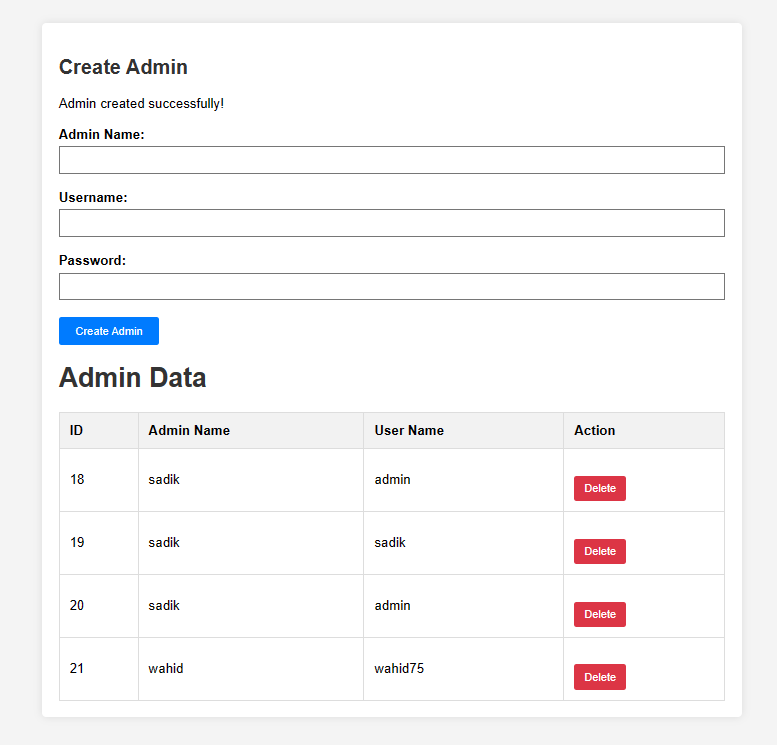 Create Admin
Admin created successfully!
Admin Name:
Username:
Password:
Create Admin
Admin Data
ID Admin Name User Name Action
18 sadik admin Delete
19 sadik sadik Delete
20 sadik admin Delete
21 wahid wahid75 Delete